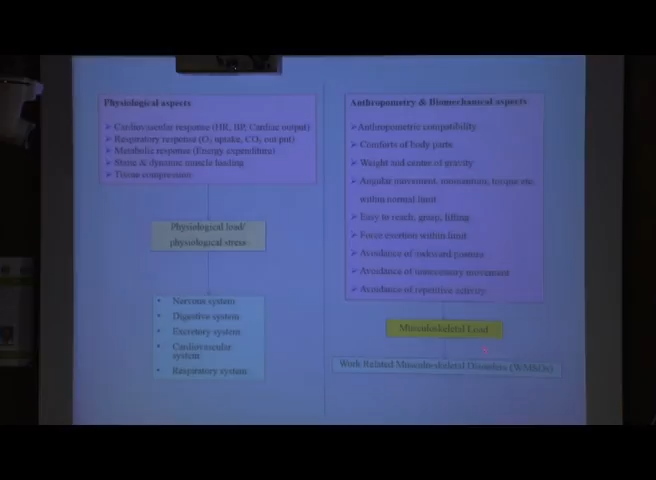 Physiological aspects
Cardiovascular response (HR, BP, Cardiac output)
Respiratory response (O₂ uptake, CO₂ out put)
Metabolic response (Energy expenditure)
Static & dynamic muscle loading
Tissue compression
Physiological load/
physiological stress
• Nervous system
• Digestive system
• Excretory system
• Cardiovascular
system
• Respiratory system
Anthropometry & Biomechanical aspects
Anthropometric compatibility
Comforts of body parts
Weight and centre of gravity
Angular movement, momentum, torque etc.
within normal limit
Easy to reach, grasp, lifting
Force exertion within limit
Avoidance of awkward posture
Avoidance of unnecessary movement
Avoidance of repetitive activity
Musculoskeletal Load
Work Related Musculoskeletal Disorders (WMSDs)